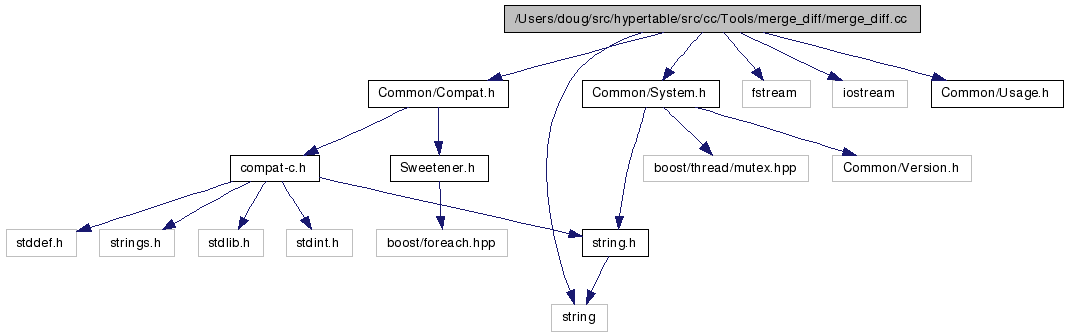 /Users/doug/src/hypertable/src/cc/Tools/merge_diff/merge_diff.cc
Common/Compat.h
Common/System.h
fstream
iostream
Common/Usage.h
compat-c.h
Sweetener.h
boost/thread/mutex.hpp
Common/Version.h
stddef.h
strings.h
stdlib.h
stdint.h
boost/foreach.hpp
string.h
string